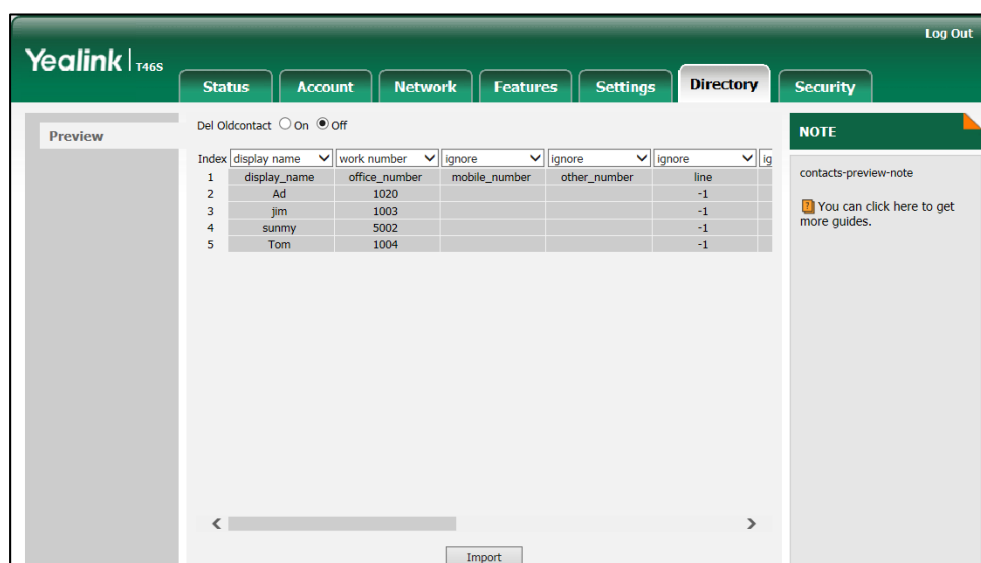 Log Out
Yealink | T46S
Status Account Network Features Settings Directory Security
Preview
Del Oldcontact On Off
Index display name work number ignore ignore ignore ig
1 display_name office_number mobile_number other_number line
2 Ad 1020 -1
3 jim 1003 -1
4 sunmy 5002 -1
5 Tom 1004 -1
Import
NOTE
contacts-preview-note
You can click here to get
more guides.